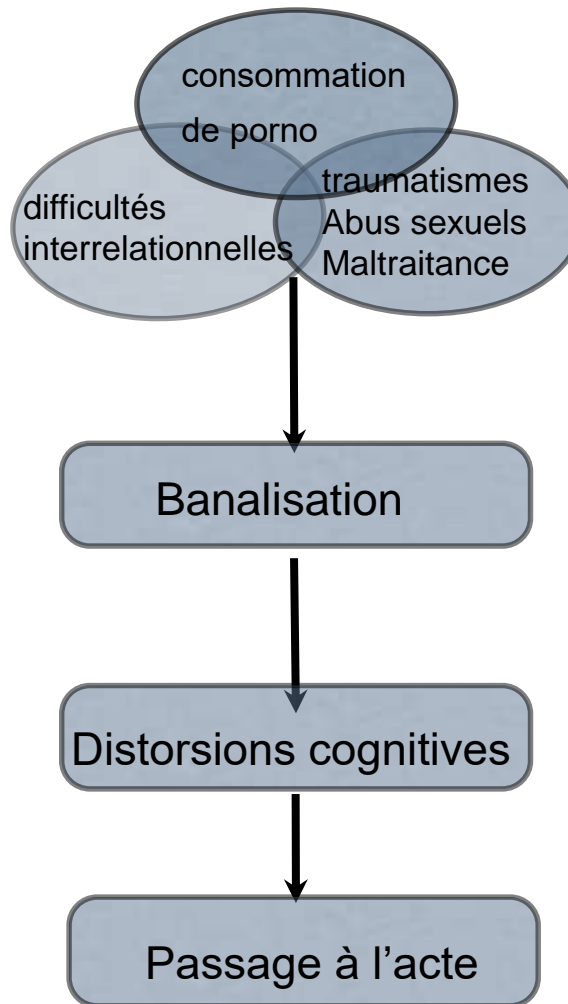 consommation
de porno
difficultés
interrelationnelles
traumatismes
Abus sexuels
Maltraitance
Banalisation
Distorsions cognitives
Passage à l’acte